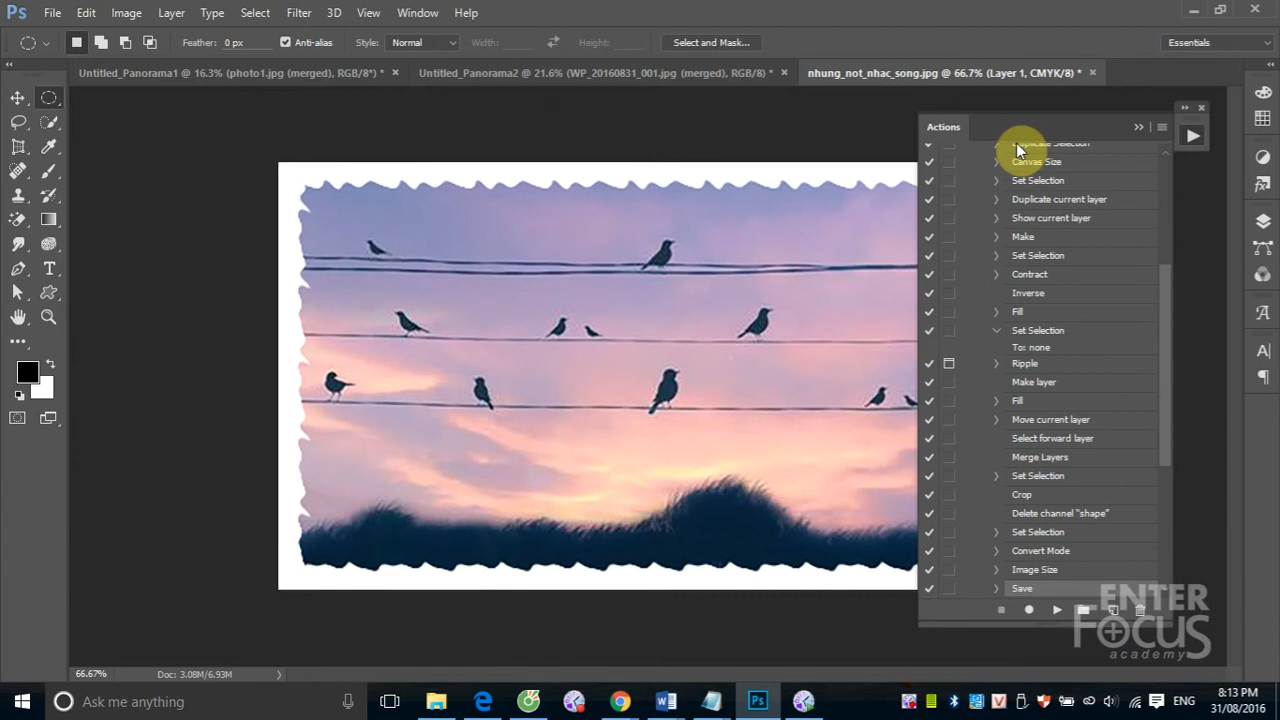 Ps File Edit Image Layer Type Select Filter 3D View Window Help
Feather: 0 px Anti-alias Style: Normal Width: Height: Select and Mask... Essentials
Untitled_Panorama1 @ 16.3% (photo1.jpg (merged), RGB/8*) * × Untitled_Panorama2 @ 21.6% (WP_20160831_001.jpg (merged), RGB/8) * × nhung_not_nhac_song.jpg @ 66.7% (Layer 1, CMYK/8) * ×
Actions
Duplicate Selection
Canvas Size
Set Selection
Duplicate current layer
Show current layer
Make
Set Selection
Contract
Inverse
Fill
Set Selection
To: none
Ripple
Make layer
Fill
Move current layer
Select forward layer
Merge Layers
Set Selection
Crop
Delete channel "shape"
Set Selection
Convert Mode
Image Size
Save
ENTER
FOCUS
academy
66.67% Doc: 3.08M/6.93M
Ask me anything
ENG
8:13 PM
31/08/2016